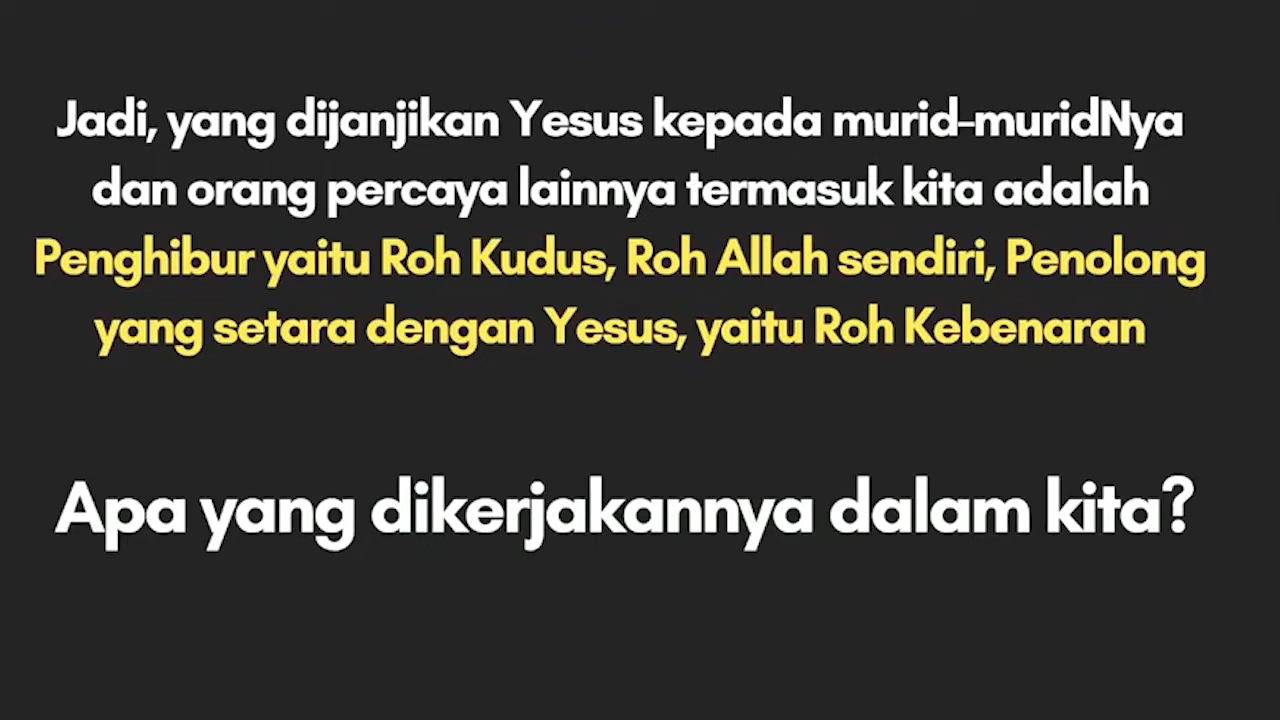 Jadi, yang dijanjikan Yesus kepada murid-muridNya
dan orang percaya lainnya termasuk kita adalah
Penghibur yaitu Roh Kudus, Roh Allah sendiri, Penolong
yang setara dengan Yesus, yaitu Roh Kebenaran
Apa yang dikerjakannya dalam kita?